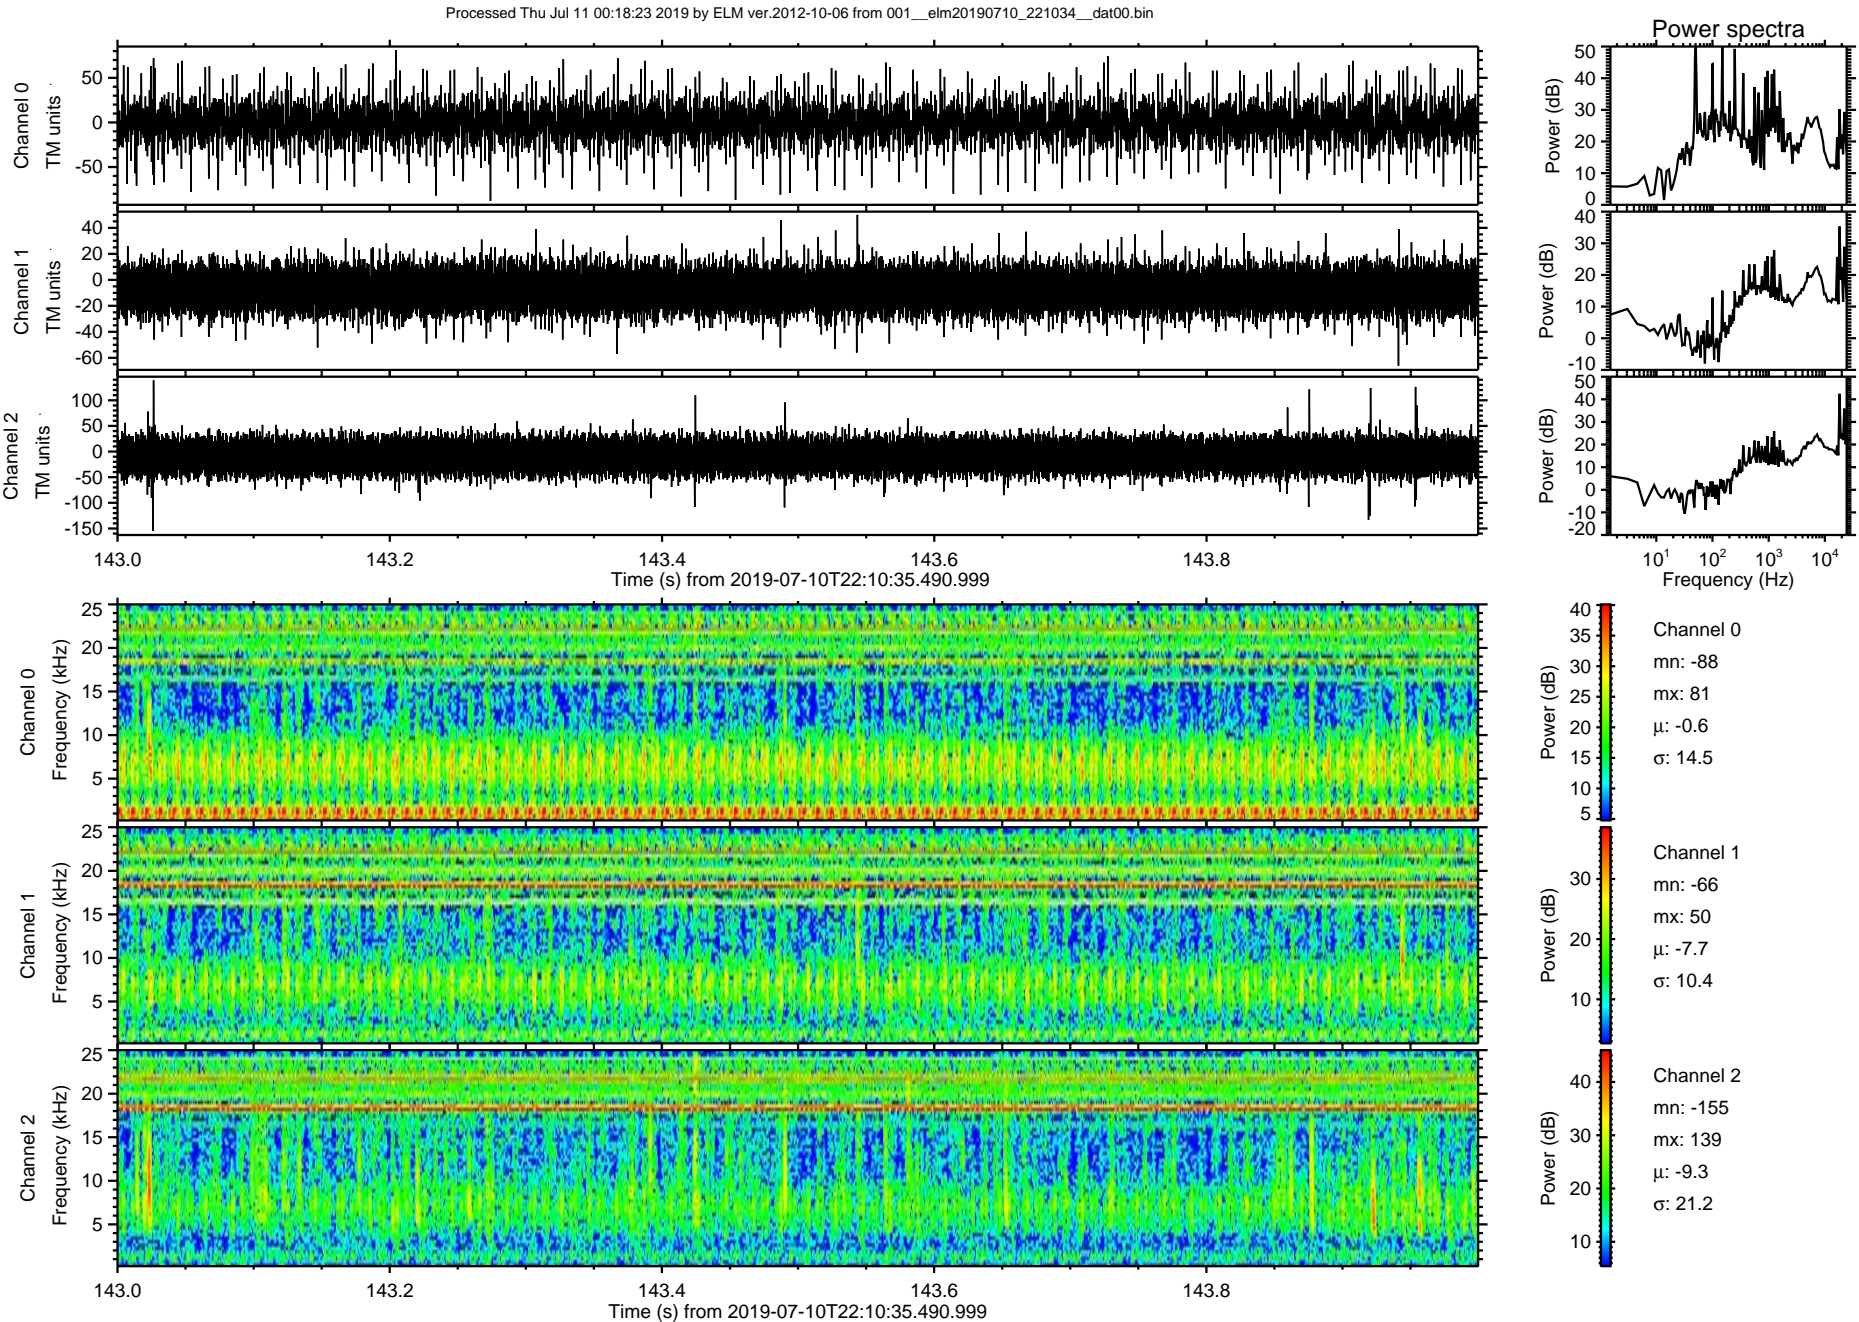 Processed Thu Jul 11 00:18:23 2019 by ELM ver.2012-10-06 from 001__elm20190710_221034__dat00.bin
Power spectra
Channel 0
TM units
50
0
-50
Power (dB)
50
40
30
20
10
0
Channel 1
TM units
40
20
0
-20
-40
-60
Power (dB)
40
30
20
10
0
-10
Channel 2
TM units
100
50
0
-50
-100
-150
Power (dB)
50
40
30
20
10
0
-10
-20
143.0 143.2 143.4 143.6 143.8
Time (s) from 2019-07-10T22:10:35.490.999
10¹ 10² 10³ 10⁴
Frequency (Hz)
Channel 0
Frequency (kHz)
25
20
15
10
5
Power (dB)
40
35
30
25
20
15
10
5
Channel 0
mn: -88
mx: 81
μ: -0.6
σ: 14.5
Channel 1
Frequency (kHz)
25
20
15
10
5
Power (dB)
30
20
10
Channel 1
mn: -66
mx: 50
μ: -7.7
σ: 10.4
Channel 2
Frequency (kHz)
25
20
15
10
5
Power (dB)
40
30
20
10
Channel 2
mn: -155
mx: 139
μ: -9.3
σ: 21.2
143.0 143.2 143.4 143.6 143.8
Time (s) from 2019-07-10T22:10:35.490.999